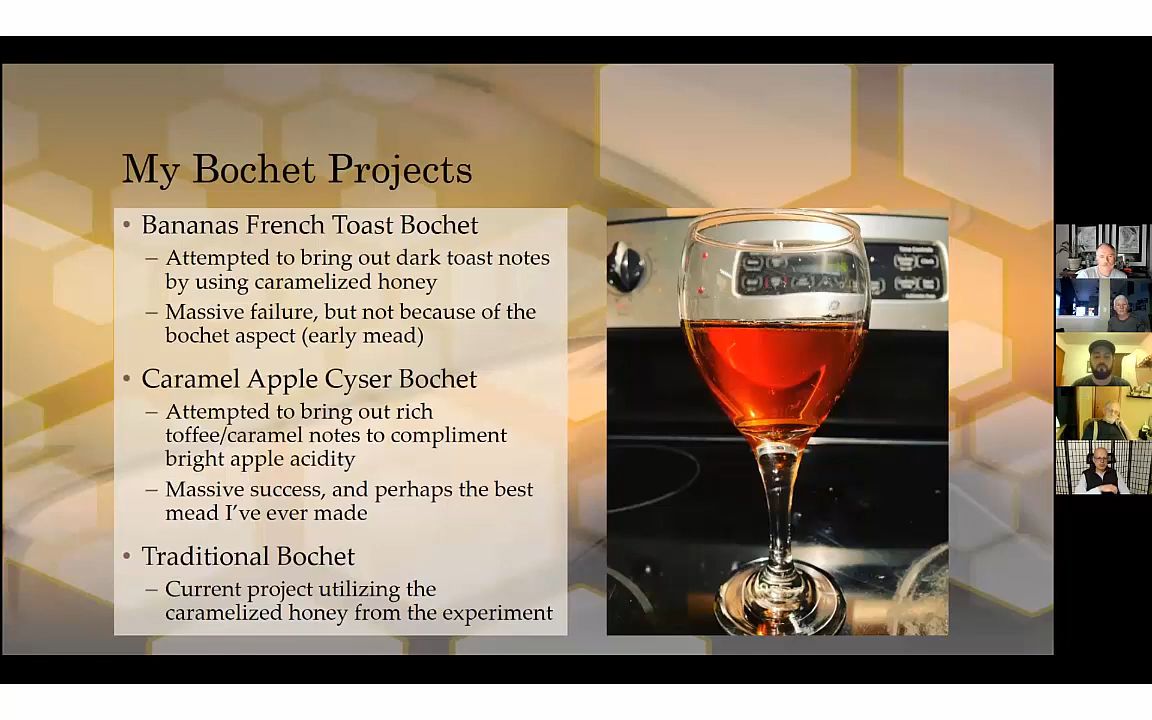 My Bochet Projects
• Bananas French Toast Bochet
– Attempted to bring out dark toast notes
by using caramelized honey
– Massive failure, but not because of the
bochet aspect (early mead)
• Caramel Apple Cyser Bochet
– Attempted to bring out rich
toffee/caramel notes to compliment
bright apple acidity
– Massive success, and perhaps the best
mead I’ve ever made
• Traditional Bochet
– Current project utilizing the
caramelized honey from the experiment